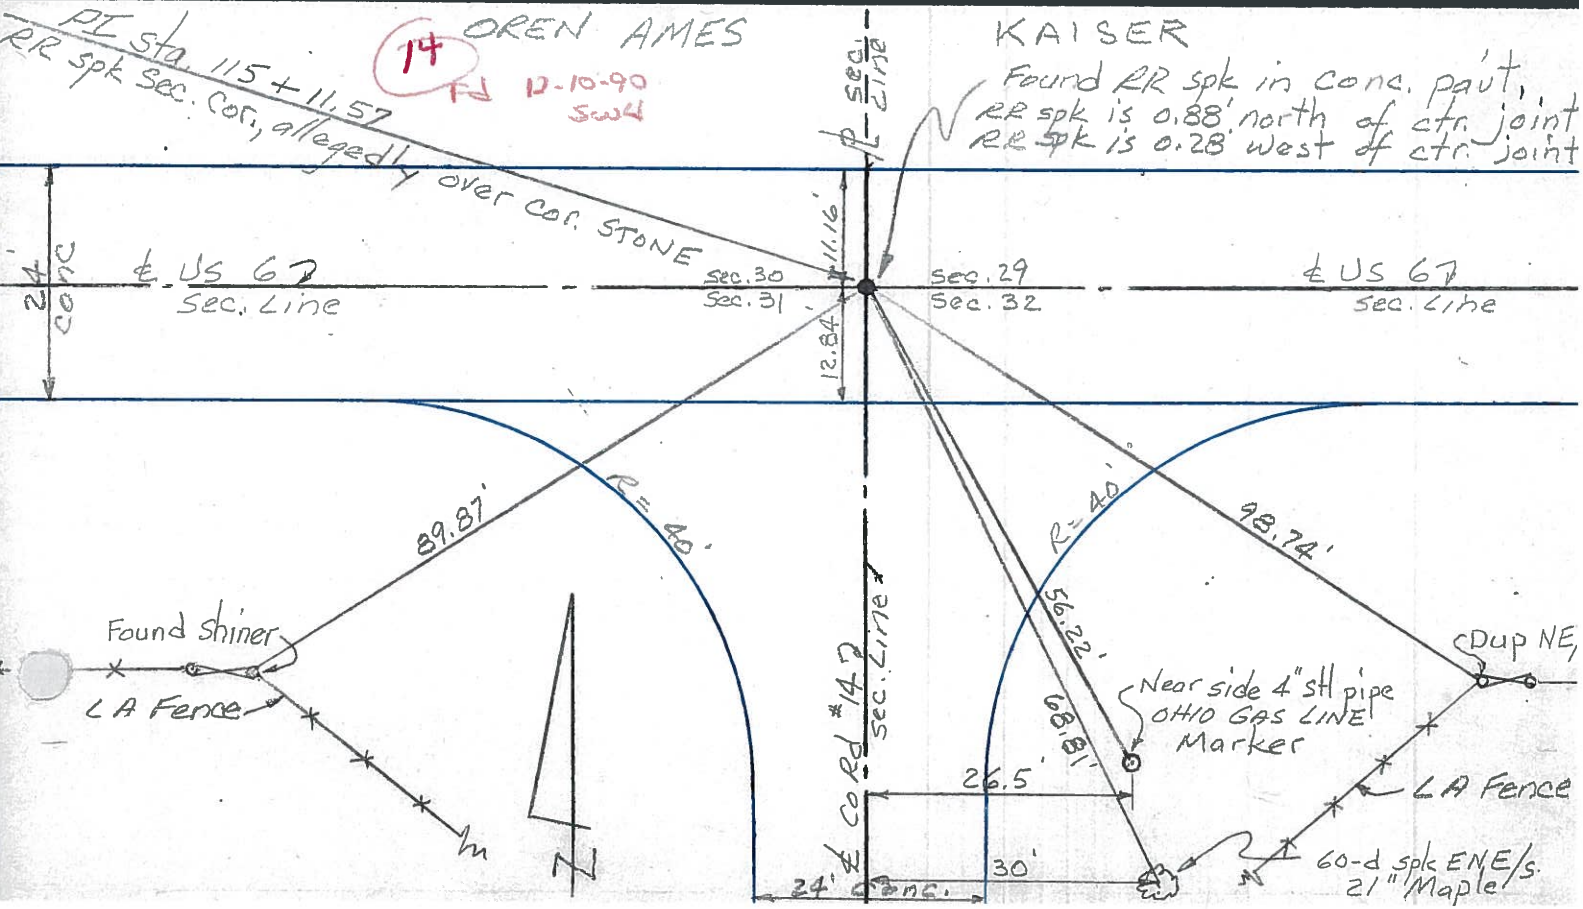 OREN AMES
KAISER
PI sta. 115 + 11.57
RR spk sec. cor., allegedly over cor. STONE
14
Fd 12-10-90
PL sec. Line
Found RR spk in conc. pav't,
RR spk is 0.88' north of ctr. joint
RR spk is 0.28' west of ctr. joint
24' conc
11.16'
℄ US 67
Sec. Line
Sec. 30
Sec. 31
Sec. 29
Sec. 32
℄ US 67
Sec. Line
12.84'
89.87'
R = 40'
R = 40'
98.74'
56.22'
68.81'
Found Shiner
LA Fence
℄ Co Rd #147
sec. Line
Near side 4" stl pipe
OHIO GAS LINE
Marker
Dup NE/
LA Fence
26.5'
30'
24' conc.
60-d spk ENE/s.
21" Maple
N